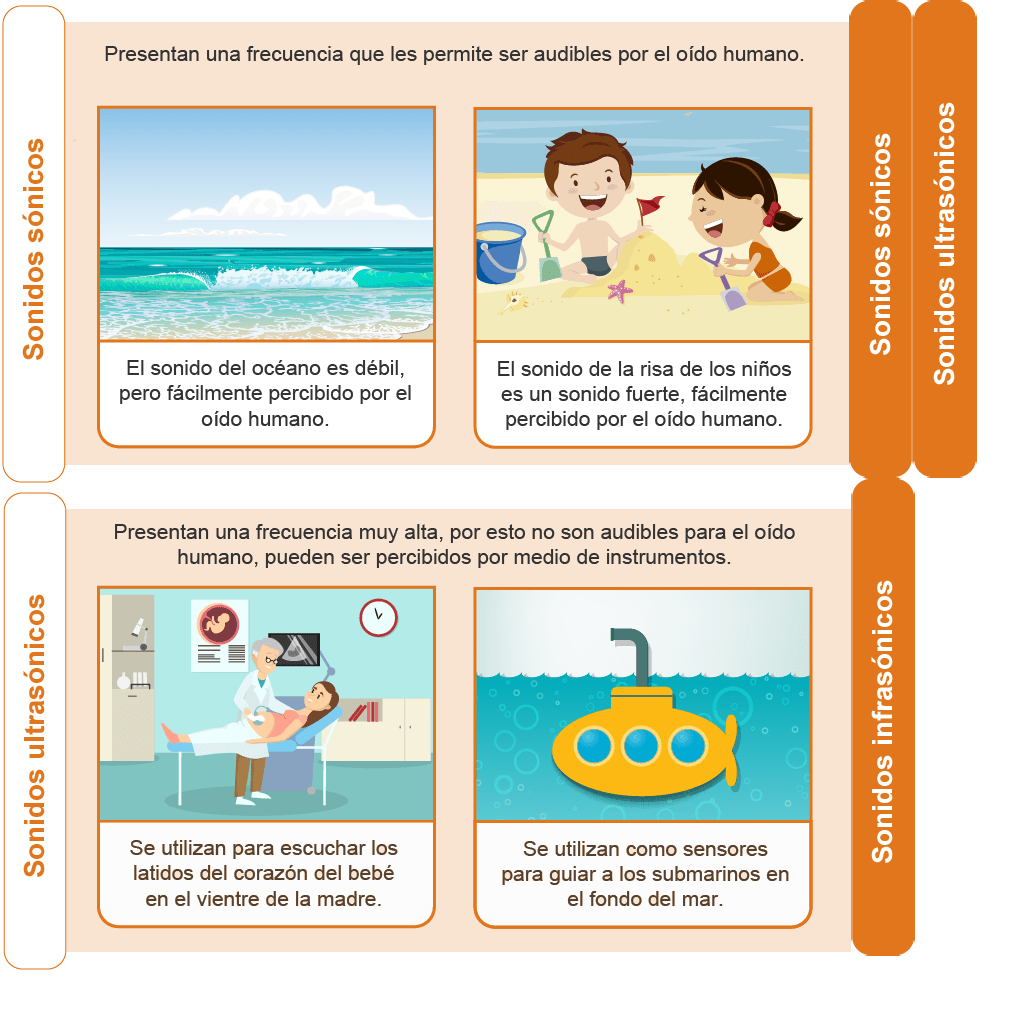 Sonidos sónicos
Presentan una frecuencia que les permite ser audibles por el oído humano.
El sonido del océano es débil,
pero fácilmente percibido por el
oído humano.
El sonido de la risa de los niños
es un sonido fuerte, fácilmente
percibido por el oído humano.
Sonidos sónicos
Sonidos ultrasónicos
Sonidos ultrasónicos
Presentan una frecuencia muy alta, por esto no son audibles para el oído
humano, pueden ser percibidos por medio de instrumentos.
Se utilizan para escuchar los
latidos del corazón del bebé
en el vientre de la madre.
Se utilizan como sensores
para guiar a los submarinos en
el fondo del mar.
Sonidos infrasónicos